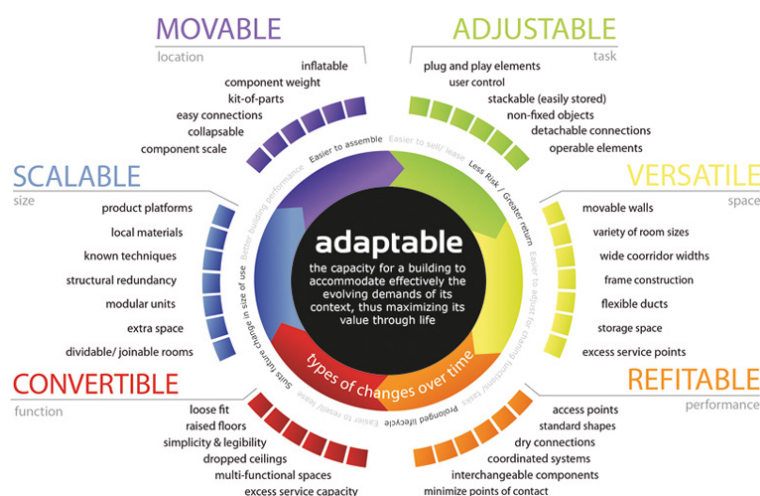 MOVABLE
location
inflatable
component weight
kit-of-parts
easy connections
collapsable
component scale
ADJUSTABLE
task
plug and play elements
user control
stackable (easily stored)
non-fixed objects
detachable connections
operable elements
SCALABLE
size
product platforms
local materials
known techniques
structural redundancy
modular units
extra space
dividable/ joinable rooms
VERSATILE
space
movable walls
variety of room sizes
wide coorridor widths
frame construction
flexible ducts
storage space
excess service points
CONVERTIBLE
function
loose fit
raised floors
simplicity & legibility
dropped ceilings
multi-functional spaces
excess service capacity
REFITABLE
performance
access points
standard shapes
dry connections
coordinated systems
interchangeable components
minimize points of contact
Easier to assemble
Easier to sell/ lease
Less Risk / Greater return
Easier to adjust for chaning functions/ tasks
Prolonged lifecycle
Easier to resell/ lease
Suits future change in size of use
Better building performance
adaptable
the capacity for a building to
accommodate effectively the
evolving demands of its
context, thus maximizing its
value through life
types of changes over time